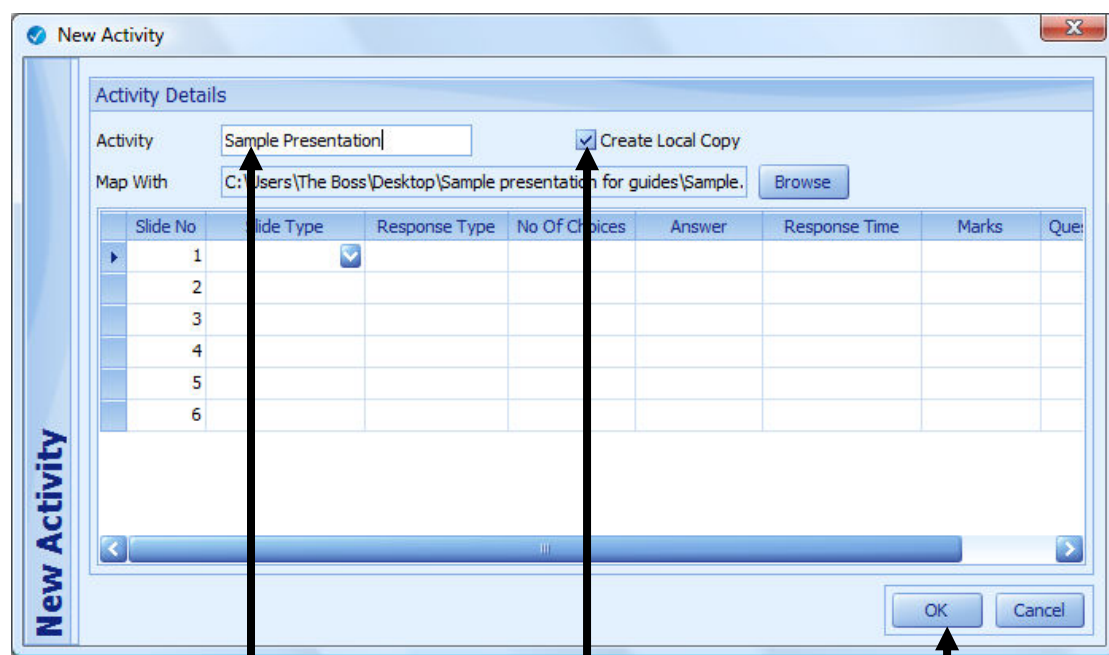 New Activity
X
Activity Details
Activity Sample Presentation Create Local Copy
Map With C:\Users\The Boss\Desktop\Sample presentation for guides\Sample. Browse
Slide No Slide Type Response Type No Of Choices Answer Response Time Marks Ques
1
2
3
4
5
6
New Activity
OK Cancel